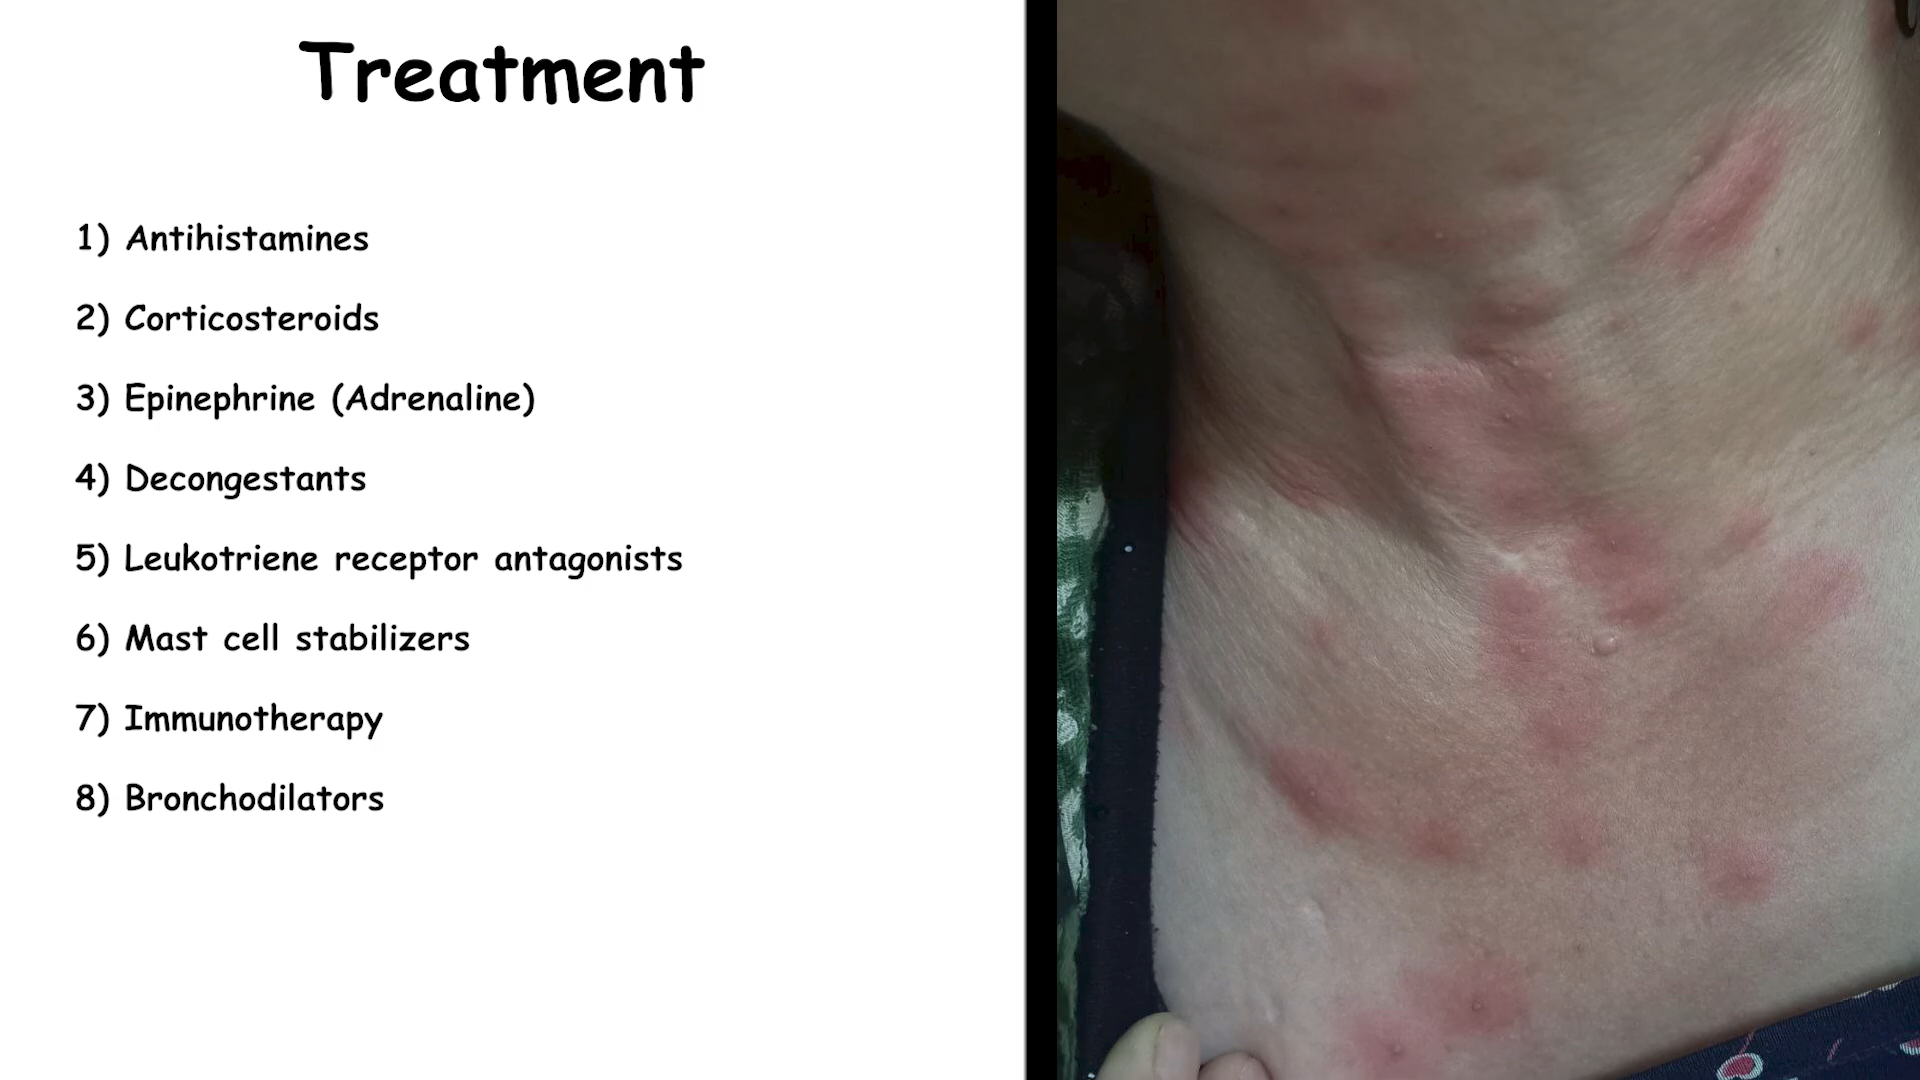 Treatment
1) Antihistamines
2) Corticosteroids
3) Epinephrine (Adrenaline)
4) Decongestants
5) Leukotriene receptor antagonists
6) Mast cell stabilizers
7) Immunotherapy
8) Bronchodilators